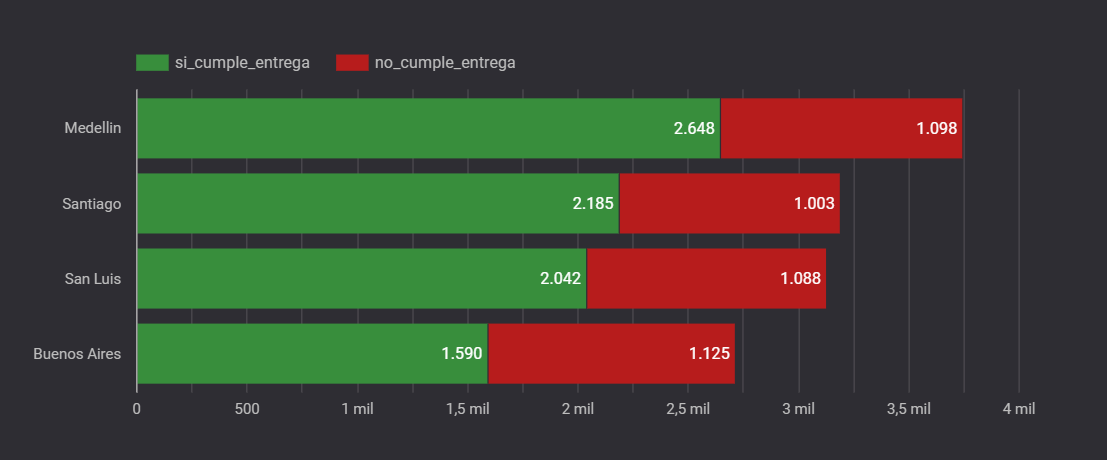 si_cumple_entrega no_cumple_entrega
Medellin 2.648 1.098
Santiago 2.185 1.003
San Luis 2.042 1.088
Buenos Aires 1.590 1.125
0 500 1 mil 1,5 mil 2 mil 2,5 mil 3 mil 3,5 mil 4 mil